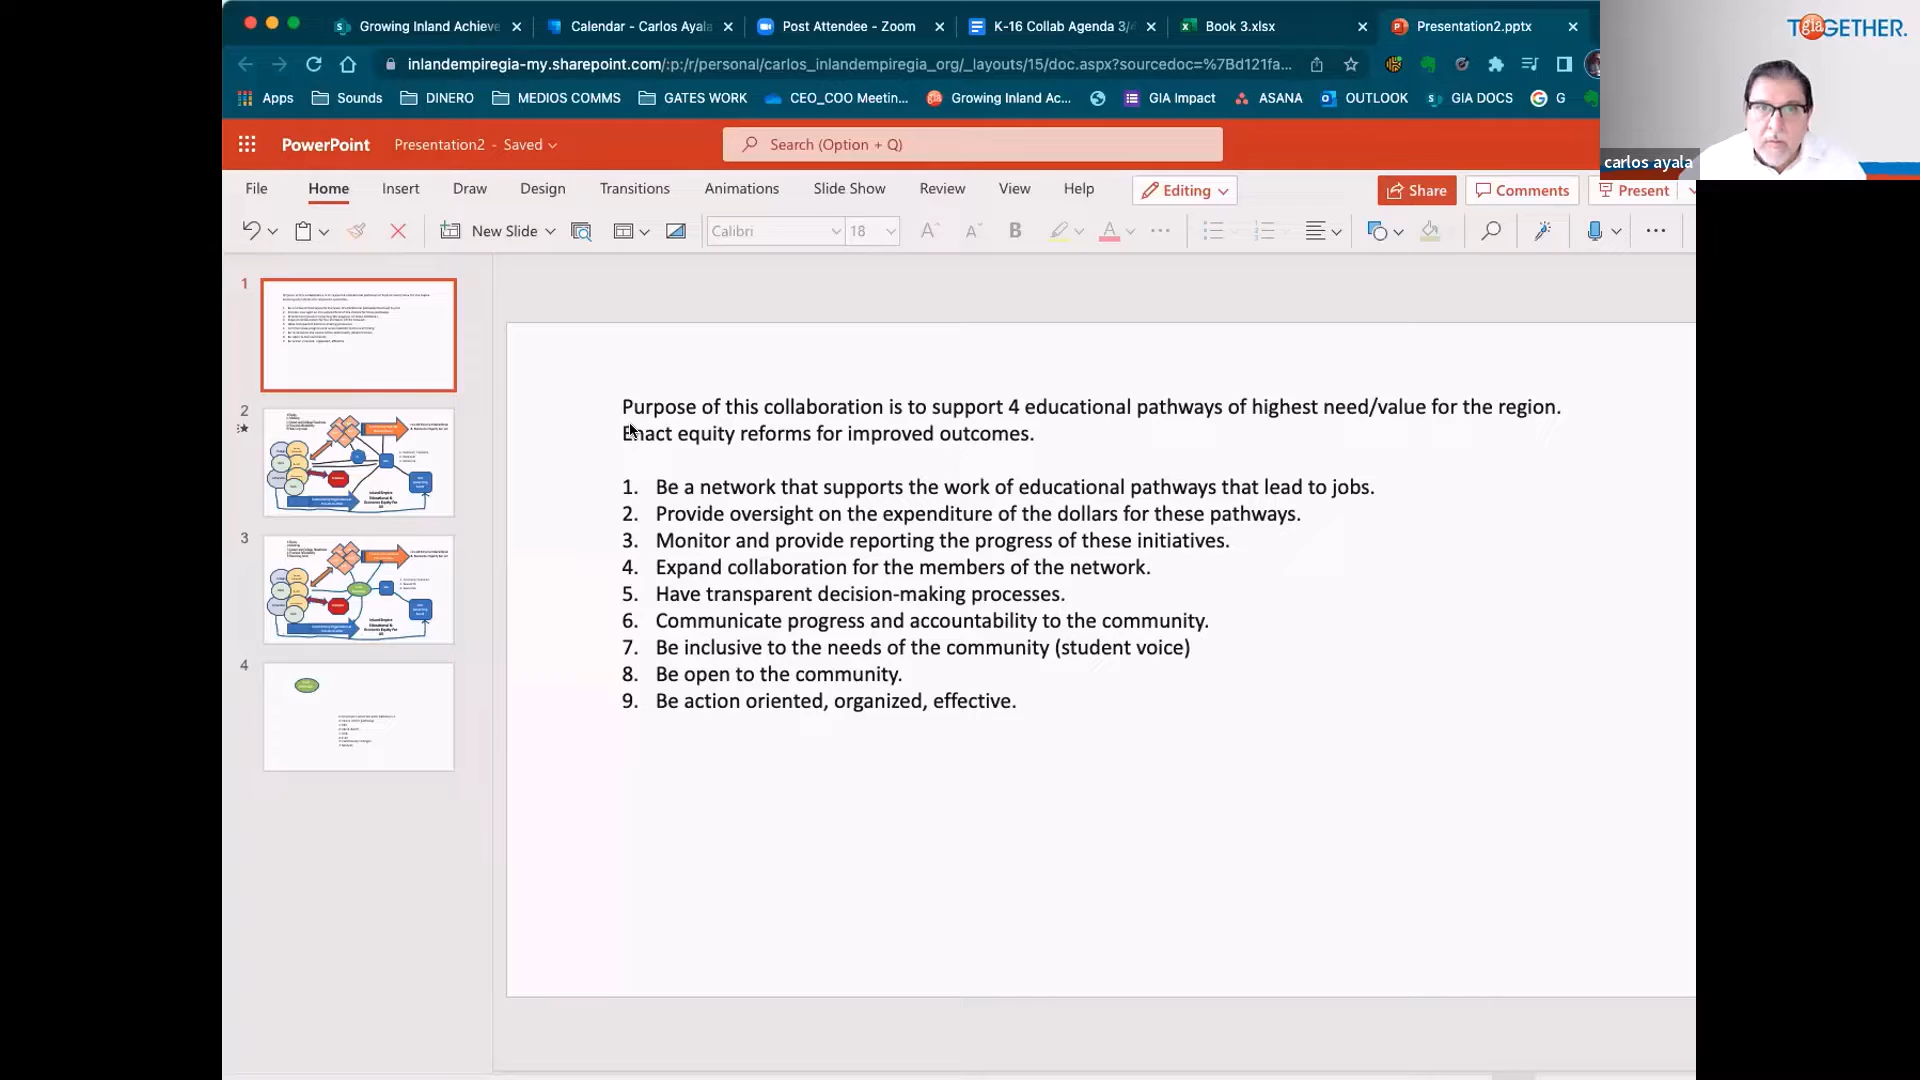 Growing Inland Achieve
Calendar - Carlos Ayala
Post Attendee - Zoom
K-16 Collab Agenda 3/
Book 3.xlsx
Presentation2.pptx
TOGETHER.
gia
inlandempiregia-my.sharepoint.com/:p:/r/personal/carlos_inlandempiregia_org/_layouts/15/doc.aspx?sourcedoc=%7Bd121fa...
Apps
Sounds
DINERO
MEDIOS COMMS
GATES WORK
CEO_COO Meetin...
Growing Inland Ac...
GIA Impact
ASANA
OUTLOOK
GIA DOCS
G
PowerPoint
Presentation2 - Saved
Search (Option + Q)
carlos ayala
File
Home
Insert
Draw
Design
Transitions
Animations
Slide Show
Review
View
Help
Editing
Share
Comments
Present
New Slide
Calibri
18
1
2
3
4
Purpose of this collaboration is to support 4 educational pathways of highest need/value for the region.
Enact equity reforms for improved outcomes.
1. Be a network that supports the work of educational pathways that lead to jobs.
2. Provide oversight on the expenditure of the dollars for these pathways.
3. Monitor and provide reporting the progress of these initiatives.
4. Expand collaboration for the members of the network.
5. Have transparent decision-making processes.
6. Communicate progress and accountability to the community.
7. Be inclusive to the needs of the community (student voice)
8. Be open to the community.
9. Be action oriented, organized, effective.